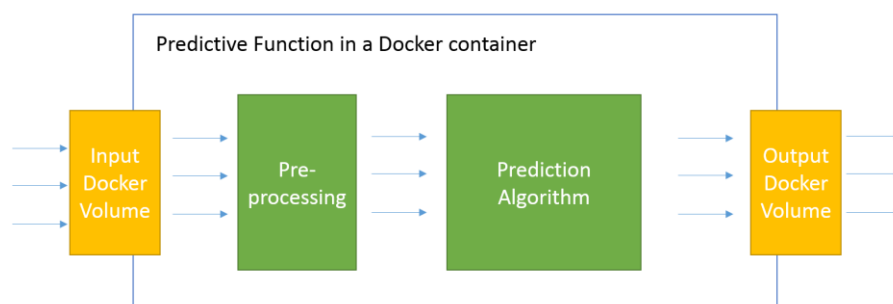 Predictive Function in a Docker container
Input
Docker
Volume
Pre-
processing
Prediction
Algorithm
Output
Docker
Volume